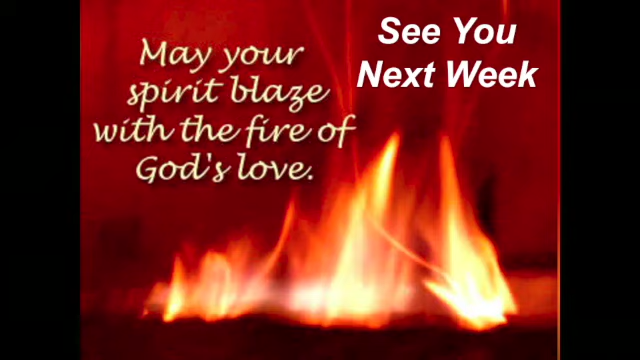 May your
spirit blaze
with the fire of
God's love.
See You
Next Week